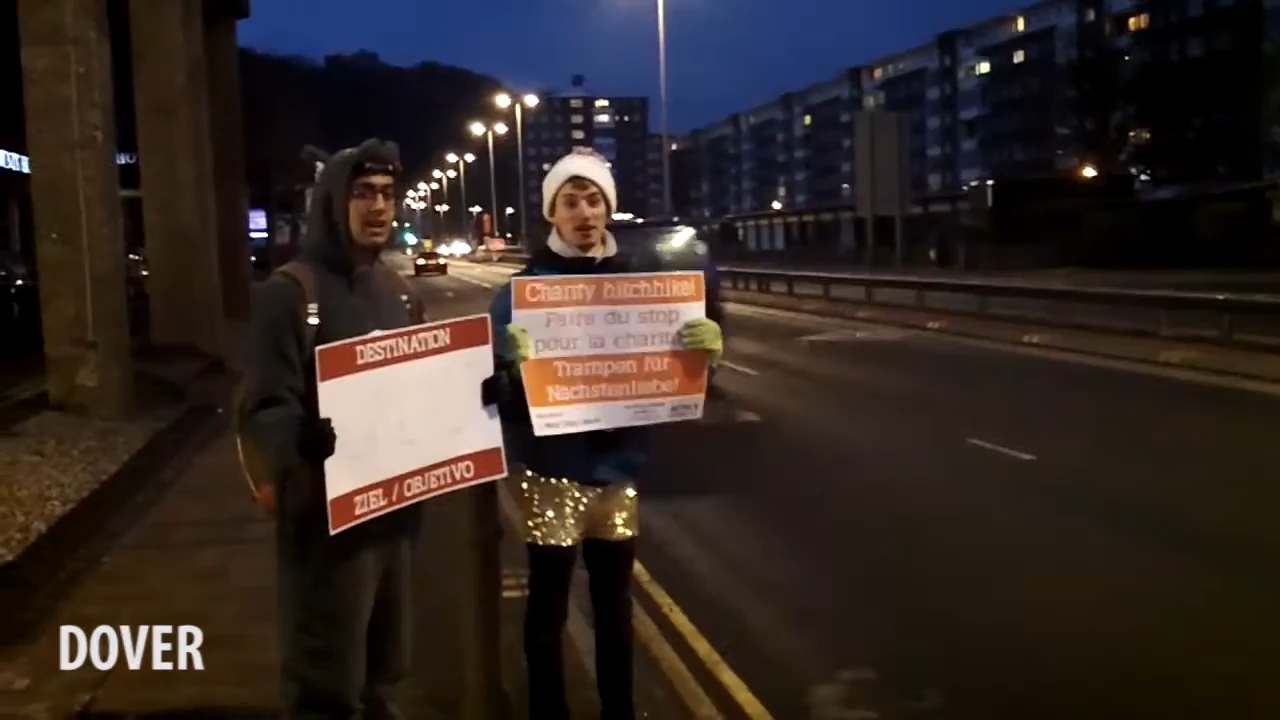 DESTINATION
ZIEL / OBJETIVO
Charity hitchhike!
Faire du stop
pour la charité
Trampen für
Nächstenliebe!
DOVER